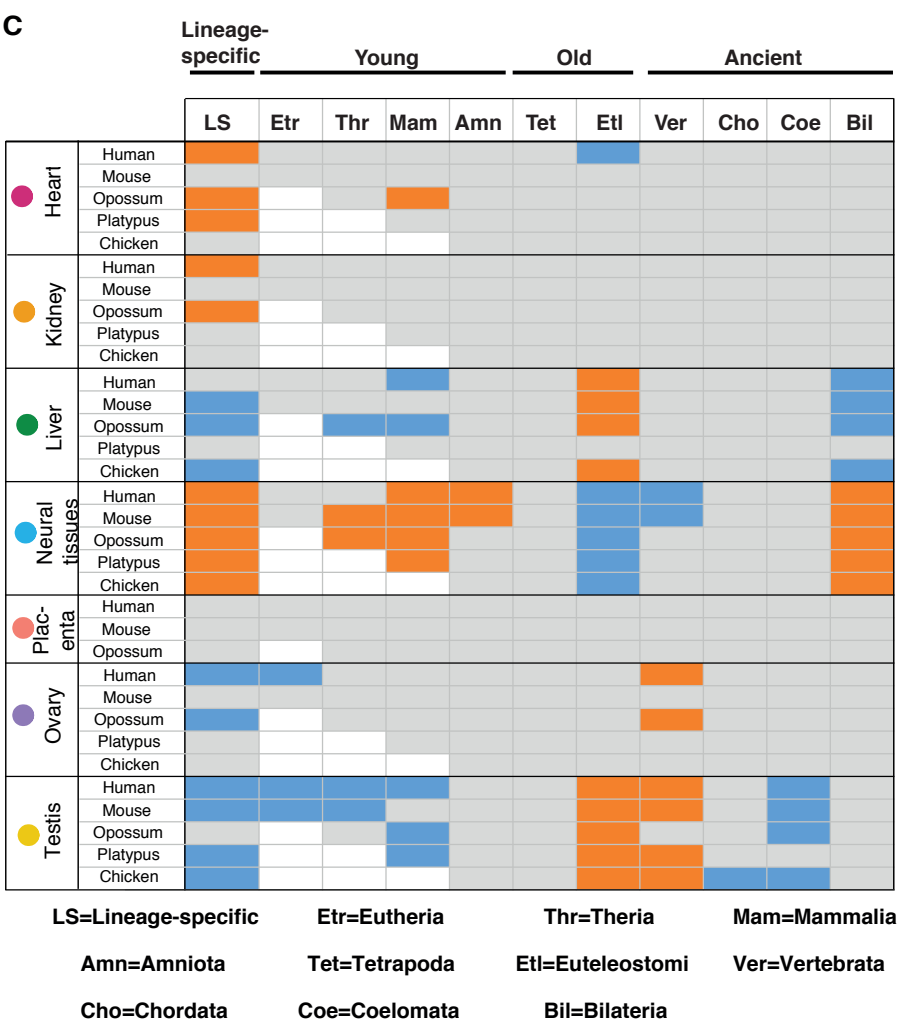 C
Lineage-
specific Young Old Ancient
LS Etr Thr Mam Amn Tet Etl Ver Cho Coe Bil
Heart
Human
Mouse
Opossum
Platypus
Chicken
Kidney
Human
Mouse
Opossum
Platypus
Chicken
Liver
Human
Mouse
Opossum
Platypus
Chicken
Neural
tissues
Human
Mouse
Opossum
Platypus
Chicken
Plac-
enta
Human
Mouse
Opossum
Ovary
Human
Mouse
Opossum
Platypus
Chicken
Testis
Human
Mouse
Opossum
Platypus
Chicken
LS=Lineage-specific Etr=Eutheria Thr=Theria Mam=Mammalia
Amn=Amniota Tet=Tetrapoda Etl=Euteleostomi Ver=Vertebrata
Cho=Chordata Coe=Coelomata Bil=Bilateria